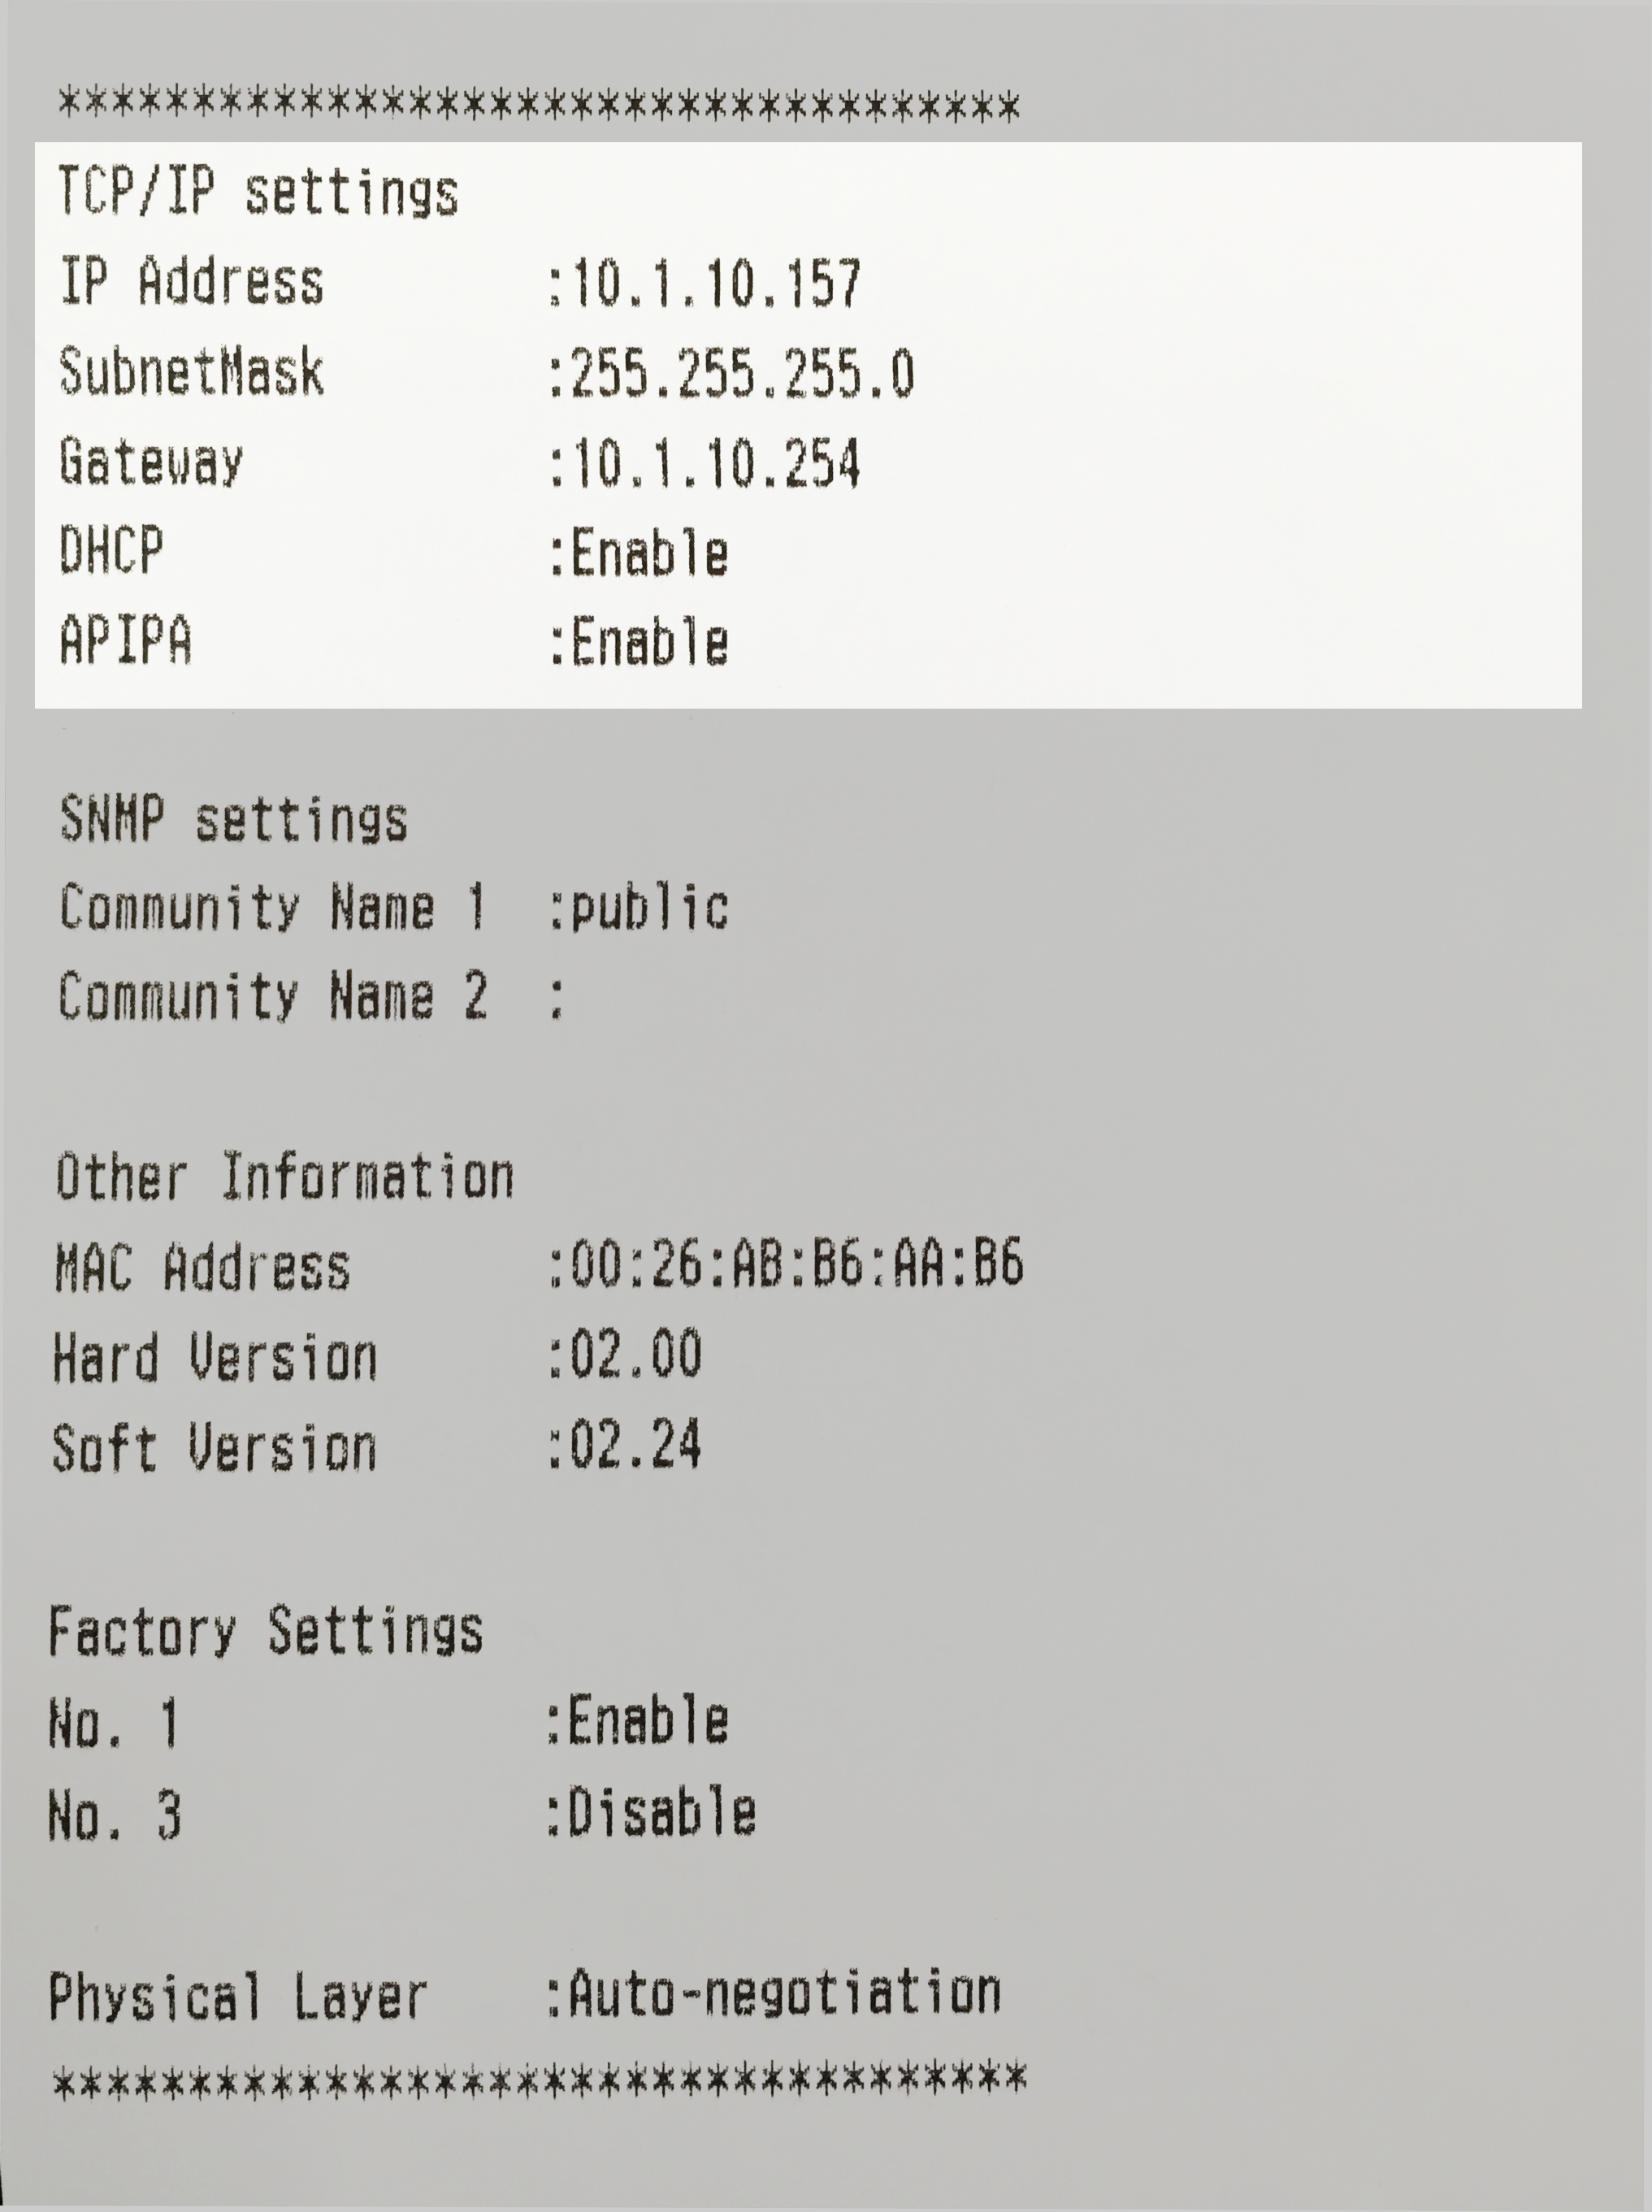 ************************************
TCP/IP settings
IP Address :10.1.10.157
SubnetMask :255.255.255.0
Gateway :10.1.10.254
DHCP :Enable
APIPA :Enable
SNMP settings
Community Name 1 :public
Community Name 2 :
Other Information
MAC Address :00:26:AB:B6:AA:B6
Hard Version :02.00
Soft Version :02.24
Factory Settings
No. 1 :Enable
No. 3 :Disable
Physical Layer :Auto-negotiation
************************************